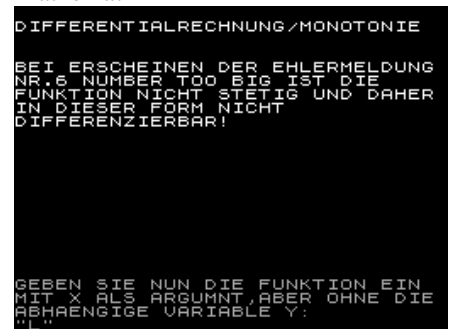 DIFFERENTIALRECHNUNG/MONOTONIE
BEI ERSCHEINEN DER EHLERMELDUNG
NR.6 NUMBER TOO BIG IST DIE
FUNKTION NICHT STETIG UND DAHER
IN DIESER FORM NICHT
DIFFERENZIERBAR!
GEBEN SIE NUN DIE FUNKTION EIN
MIT X ALS ARGUMNT,ABER OHNE DIE
ABHAENGIGE VARIABLE Y:
"L"